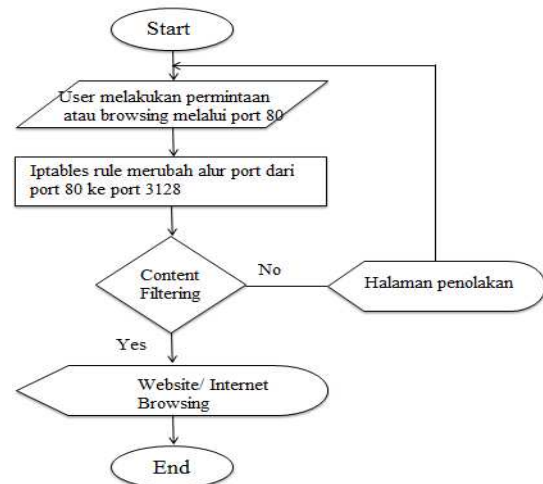 Start
User melakukan permintaan
atau browsing melalui port 80
Iptables rule merubah alur port dari
port 80 ke port 3128
Content
Filtering
No
Halaman penolakan
Yes
Website/ Internet
Browsing
End